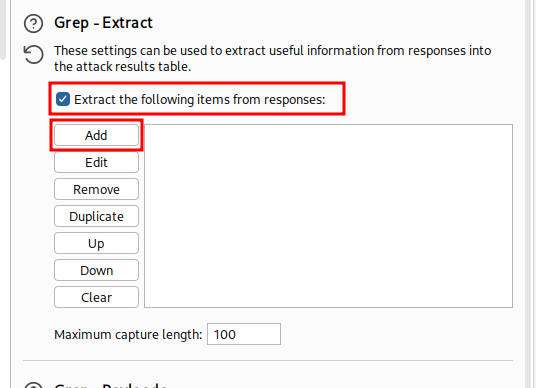 Grep - Extract
These settings can be used to extract useful information from responses into
the attack results table.
Extract the following items from responses:
Add
Edit
Remove
Duplicate
Up
Down
Clear
Maximum capture length: 100